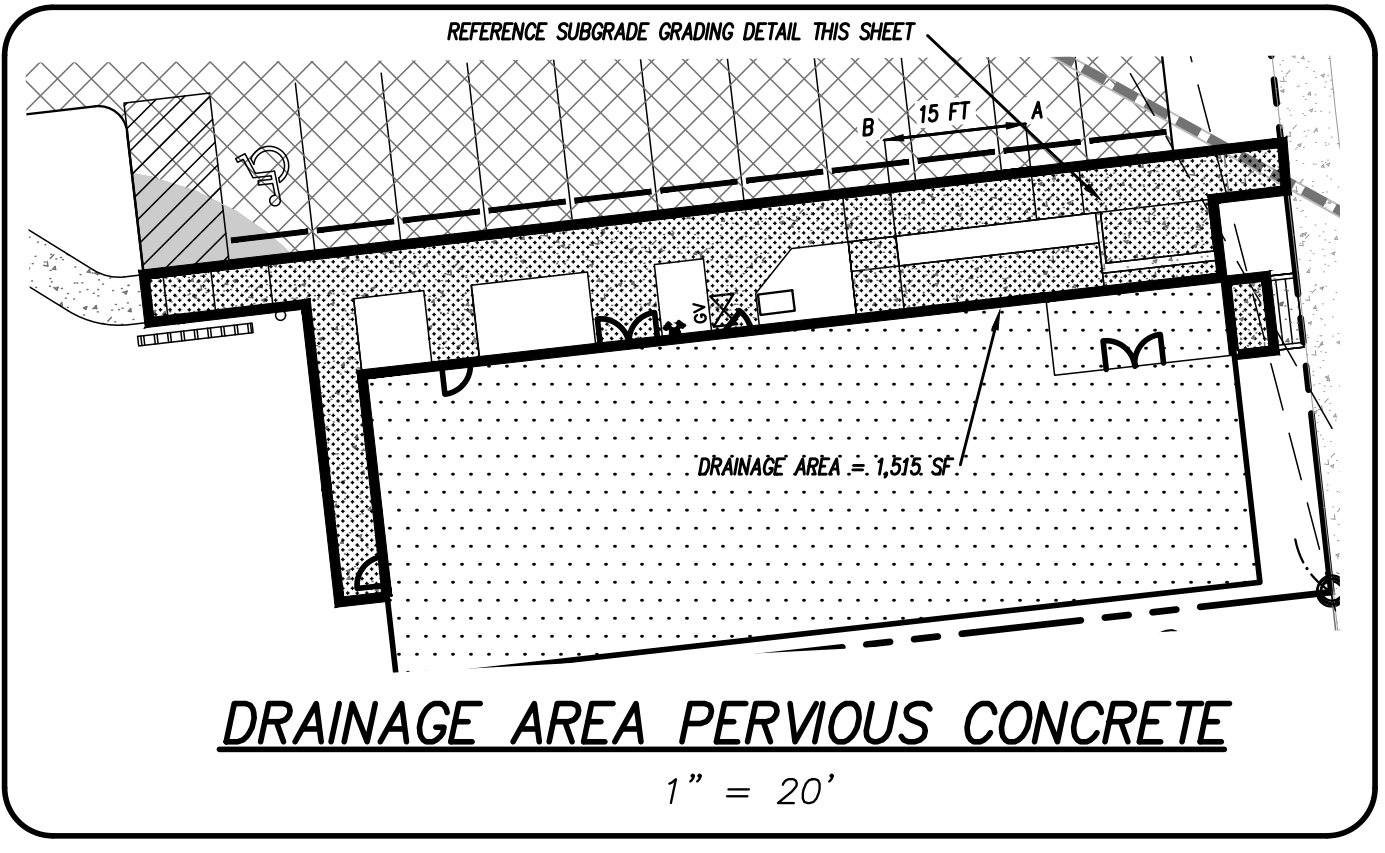 REFERENCE SUBGRADE GRADING DETAIL THIS SHEET
B 15 FT A
GV
DRAINAGE AREA = 1,515 SF
DRAINAGE AREA PERVIOUS CONCRETE
1" = 20'